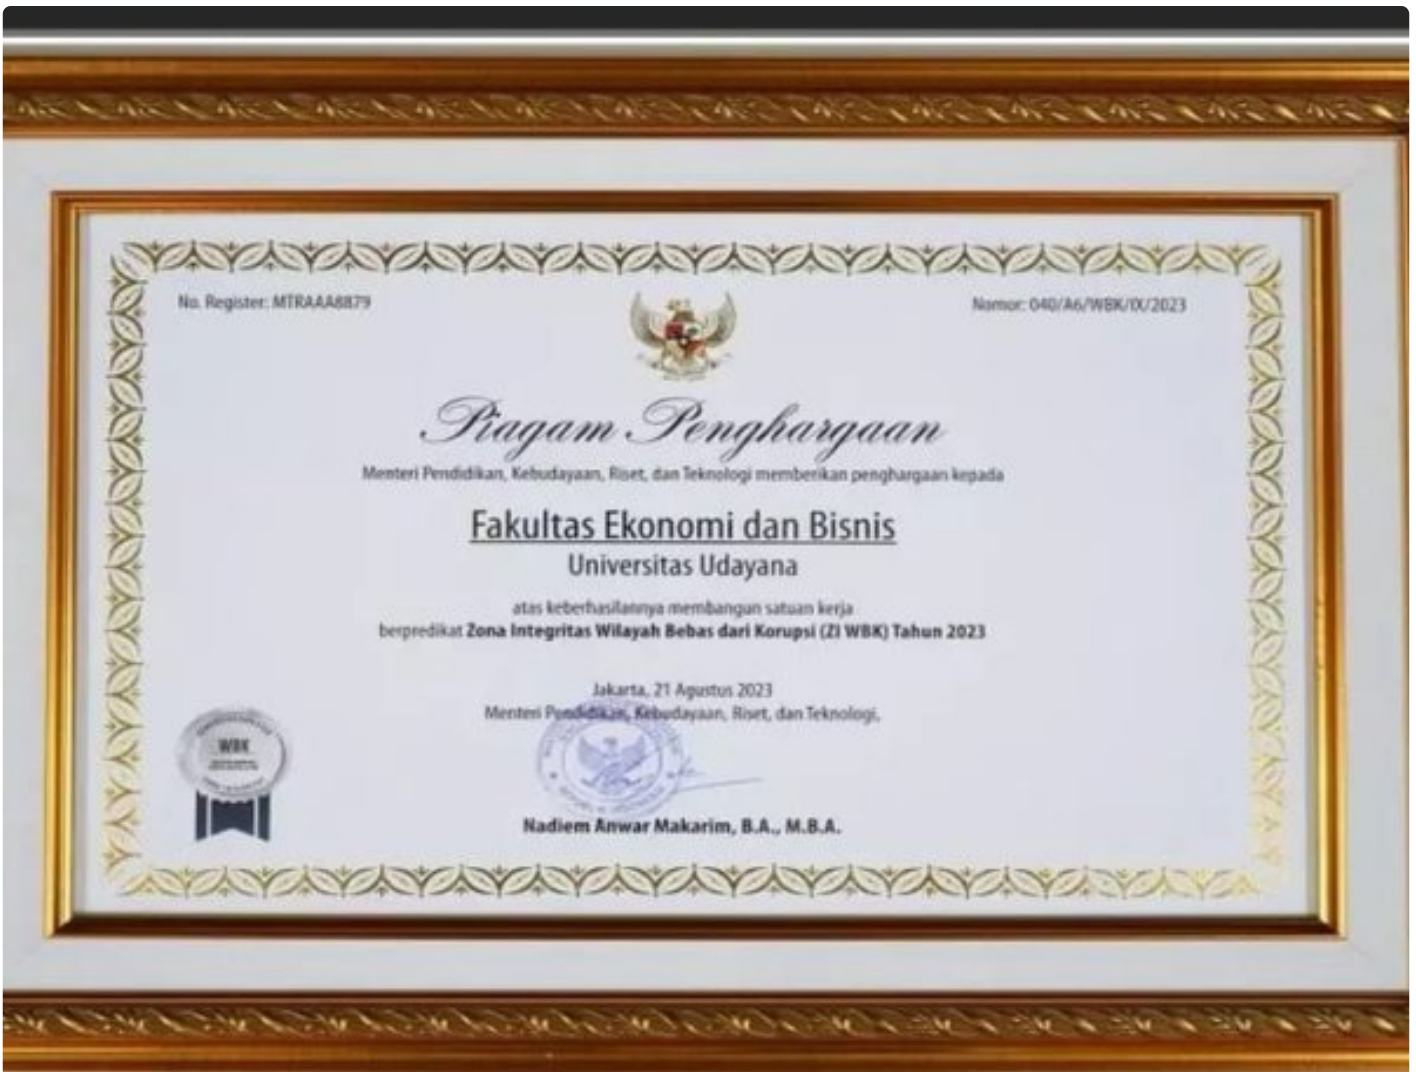 No. Register: MTRAAA8879
Nomor: 040/A6/WBK/IX/2023
Piagam Penghargaan
Menteri Pendidikan, Kebudayaan, Riset, dan Teknologi memberikan penghargaan kepada
Fakultas Ekonomi dan Bisnis
Universitas Udayana
atas keberhasilannya membangun satuan kerja
berpredikat Zona Integritas Wilayah Bebas dari Korupsi (ZI WBK) Tahun 2023
Jakarta, 21 Agustus 2023
Menteri Pendidikan, Kebudayaan, Riset, dan Teknologi,
WBK
Nadiem Anwar Makarim, B.A., M.B.A.